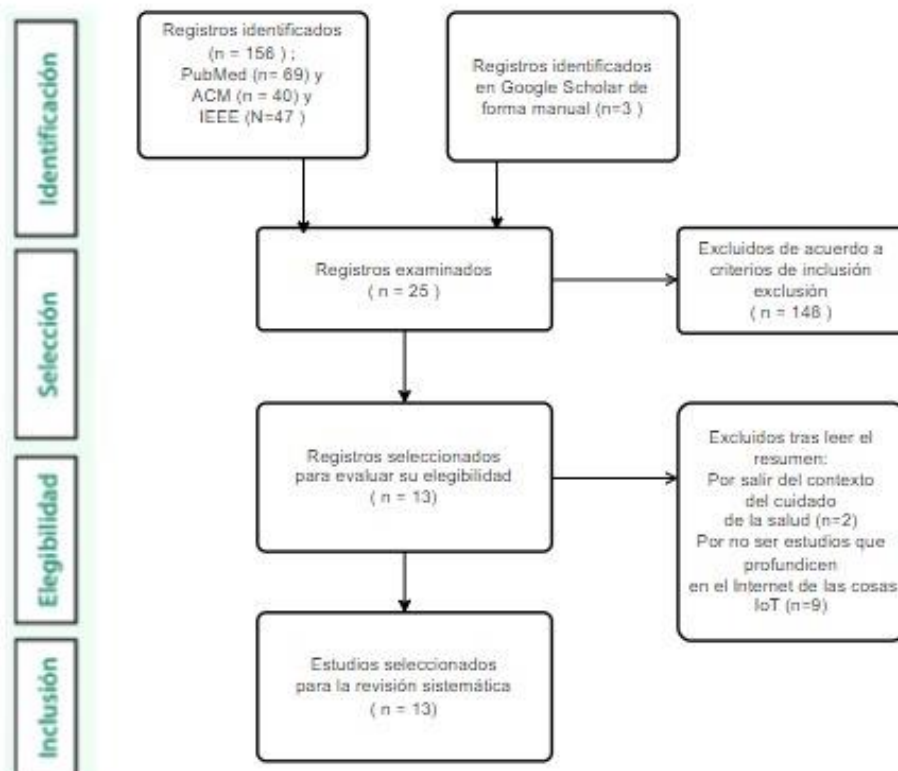 Identificación
Registros identificados
(n = 156 ) ;
PubMed (n= 69) y
ACM (n = 40) y
IEEE (N=47 )
Registros identificados
en Google Scholar de
forma manual (n=3 )
Selección
Registros examinados
( n = 25 )
Excluidos de acuerdo a
criterios de inclusión
exclusión
( n = 148 )
Elegibilidad
Registros seleccionados
para evaluar su elegibilidad
( n = 13)
Excluidos tras leer el
resumen:
Por salir del contexto
del cuidado
de la salud (n=2)
Por no ser estudios que
profundicen
en el Internet de las cosas
IoT (n=9)
Inclusión
Estudios seleccionados
para la revisión sistemática
( n = 13)